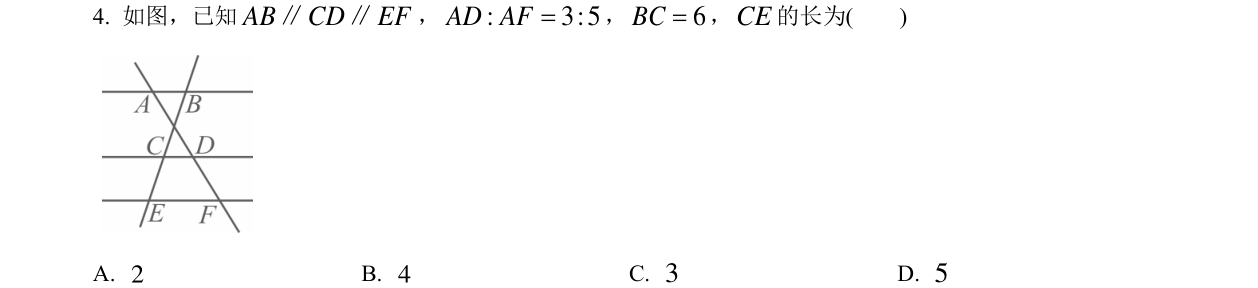 4. 如图，已知 AB // CD // EF ， AD : AF = 3:5 ， BC = 6 ， CE 的长为(　　)
A B
C D
E F
A. 2 B. 4 C. 3 D. 5